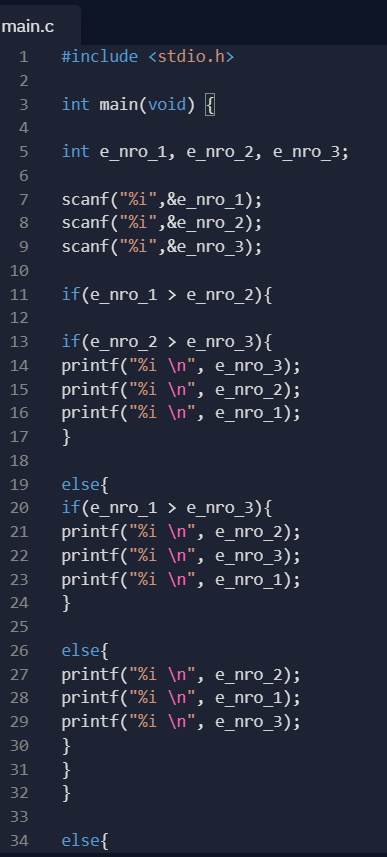 main.c
1 #include <stdio.h>
2
3 int main(void) {
4
5 int e_nro_1, e_nro_2, e_nro_3;
6
7 scanf("%i",&e_nro_1);
8 scanf("%i",&e_nro_2);
9 scanf("%i",&e_nro_3);
10
11 if(e_nro_1 > e_nro_2){
12
13 if(e_nro_2 > e_nro_3){
14 printf("%i \n", e_nro_3);
15 printf("%i \n", e_nro_2);
16 printf("%i \n", e_nro_1);
17 }
18
19 else{
20 if(e_nro_1 > e_nro_3){
21 printf("%i \n", e_nro_2);
22 printf("%i \n", e_nro_3);
23 printf("%i \n", e_nro_1);
24 }
25
26 else{
27 printf("%i \n", e_nro_2);
28 printf("%i \n", e_nro_1);
29 printf("%i \n", e_nro_3);
30 }
31 }
32 }
33
34 else{